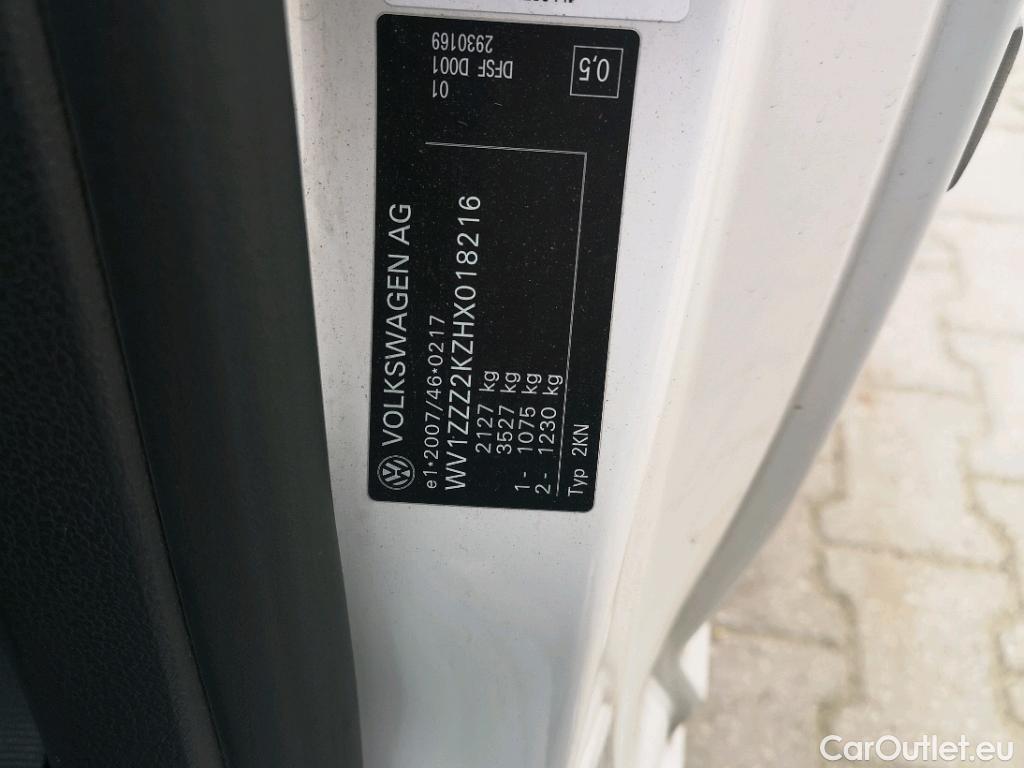 VOLKSWAGEN AG
e1*2007/46*0217
WV1ZZZ2KZHX018216
2127 kg
3527 kg
1 - 1075 kg
2 - 1230 kg
Typ 2KN
01
DFSF D001
2930169
0,5
CarOutlet.eu